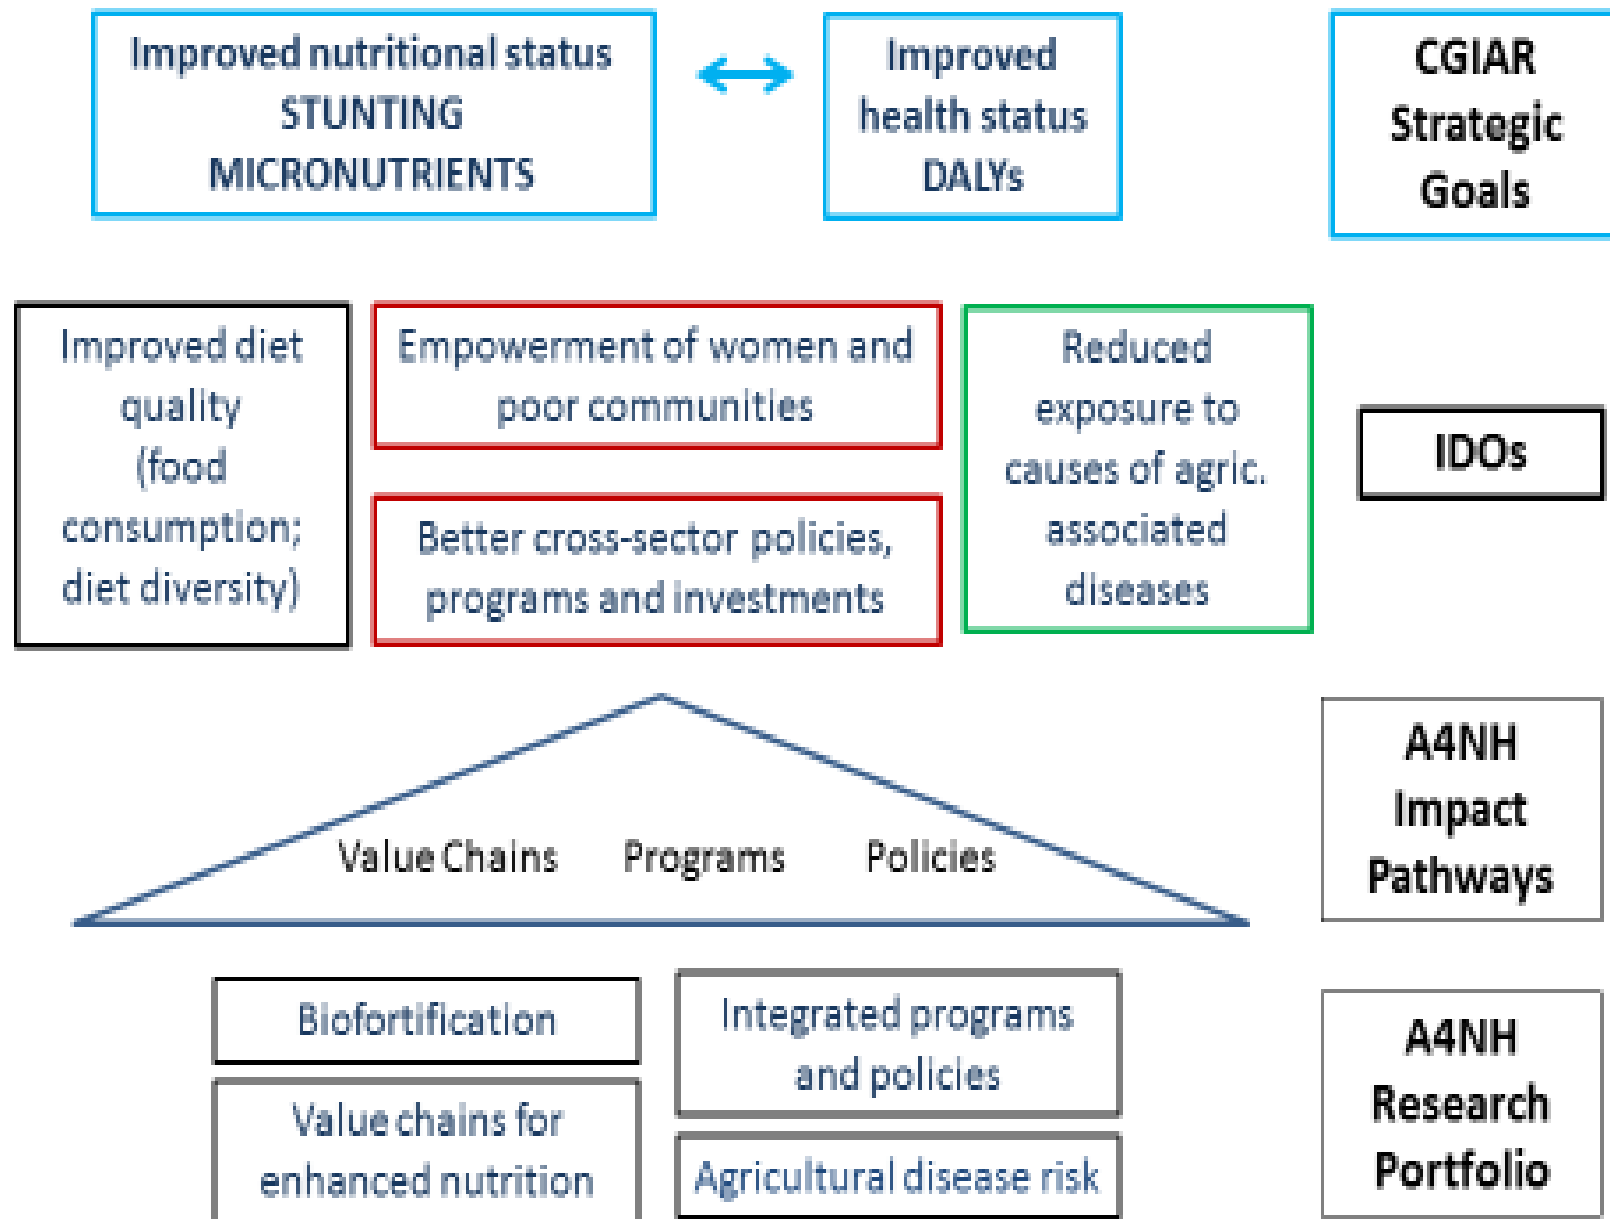 Improved nutritional status
STUNTING
MICRONUTRIENTS
Improved
health status
DALYs
CGIAR
Strategic
Goals
Improved diet
quality
(food
consumption;
diet diversity)
Empowerment of women and
poor communities
Better cross-sector policies,
programs and investments
Reduced
exposure to
causes of agric.
associated
diseases
IDOs
Value Chains
Programs
Policies
A4NH
Impact
Pathways
Biofortification
Value chains for
enhanced nutrition
Integrated programs
and policies
Agricultural disease risk
A4NH
Research
Portfolio